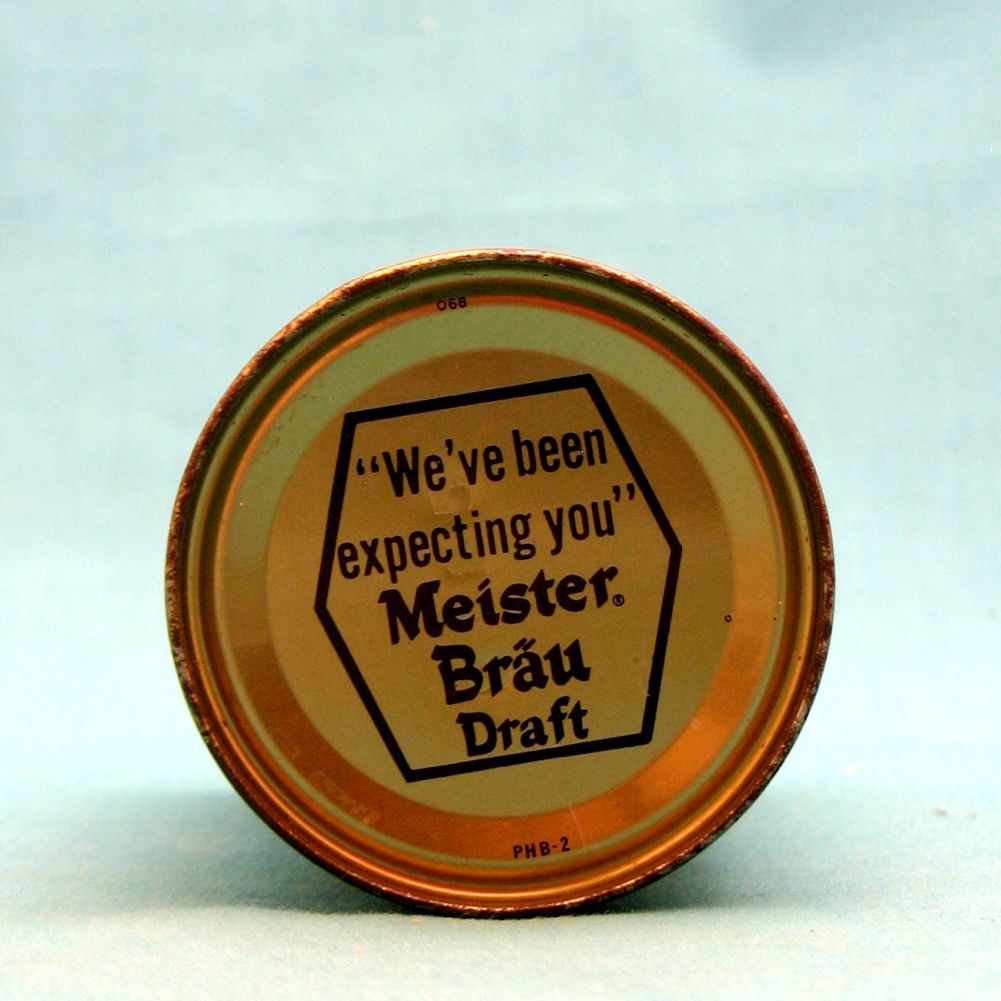 068
“We’ve been
expecting you”
Meister®
Bräu
Draft
PHB-2